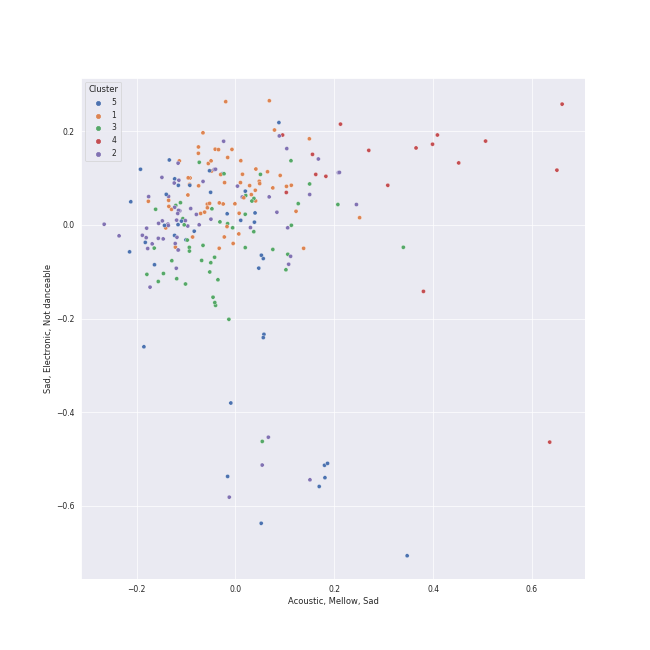 Cluster
5
1
3
4
2
0.2
0.0
−0.2
−0.4
−0.6
Sad, Electronic, Not danceable
−0.2 0.0 0.2 0.4 0.6
Acoustic, Mellow, Sad